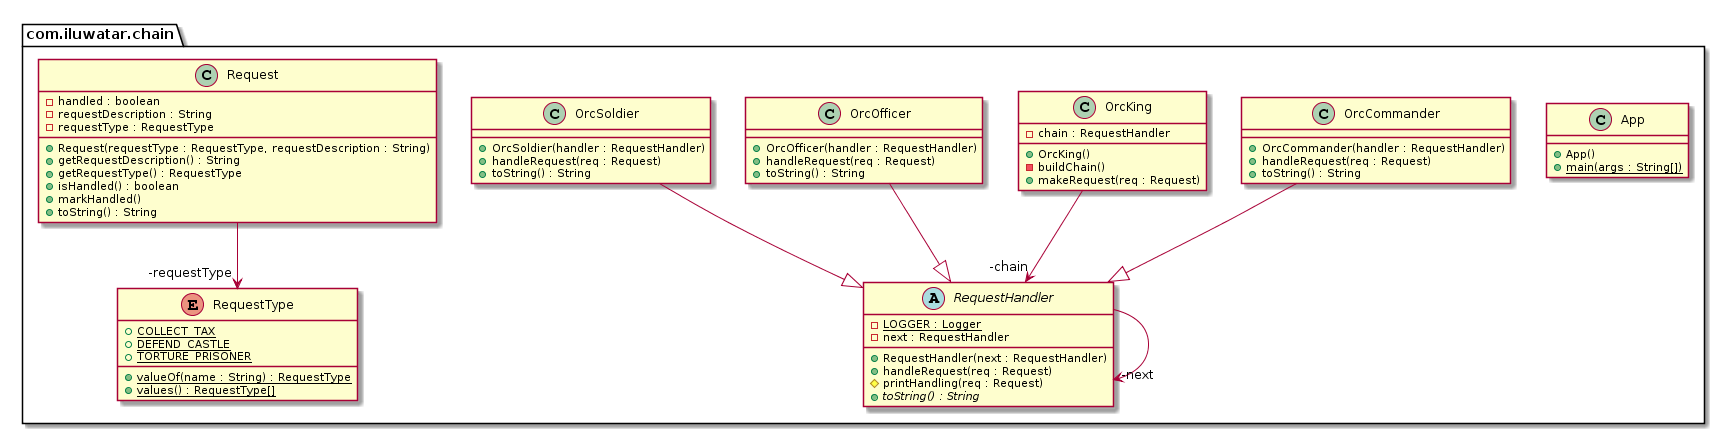 com.iluwatar.chain
C Request
handled : boolean
requestDescription : String
requestType : RequestType
Request(requestType : RequestType, requestDescription : String)
getRequestDescription() : String
getRequestType() : RequestType
isHandled() : boolean
markHandled()
toString() : String
C OrcSoldier
OrcSoldier(handler : RequestHandler)
handleRequest(req : Request)
toString() : String
C OrcOfficer
OrcOfficer(handler : RequestHandler)
handleRequest(req : Request)
toString() : String
C OrcKing
chain : RequestHandler
OrcKing()
buildChain()
makeRequest(req : Request)
C OrcCommander
OrcCommander(handler : RequestHandler)
handleRequest(req : Request)
toString() : String
C App
App()
main(args : String[])
-requestType
-chain
E RequestType
COLLECT_TAX
DEFEND_CASTLE
TORTURE_PRISONER
valueOf(name : String) : RequestType
values() : RequestType[]
A RequestHandler
LOGGER : Logger
next : RequestHandler
RequestHandler(next : RequestHandler)
handleRequest(req : Request)
printHandling(req : Request)
toString() : String
-next